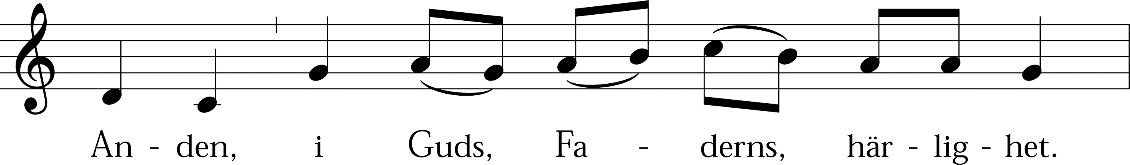 An - den, i Guds, Fa - derns, här - lig - het.